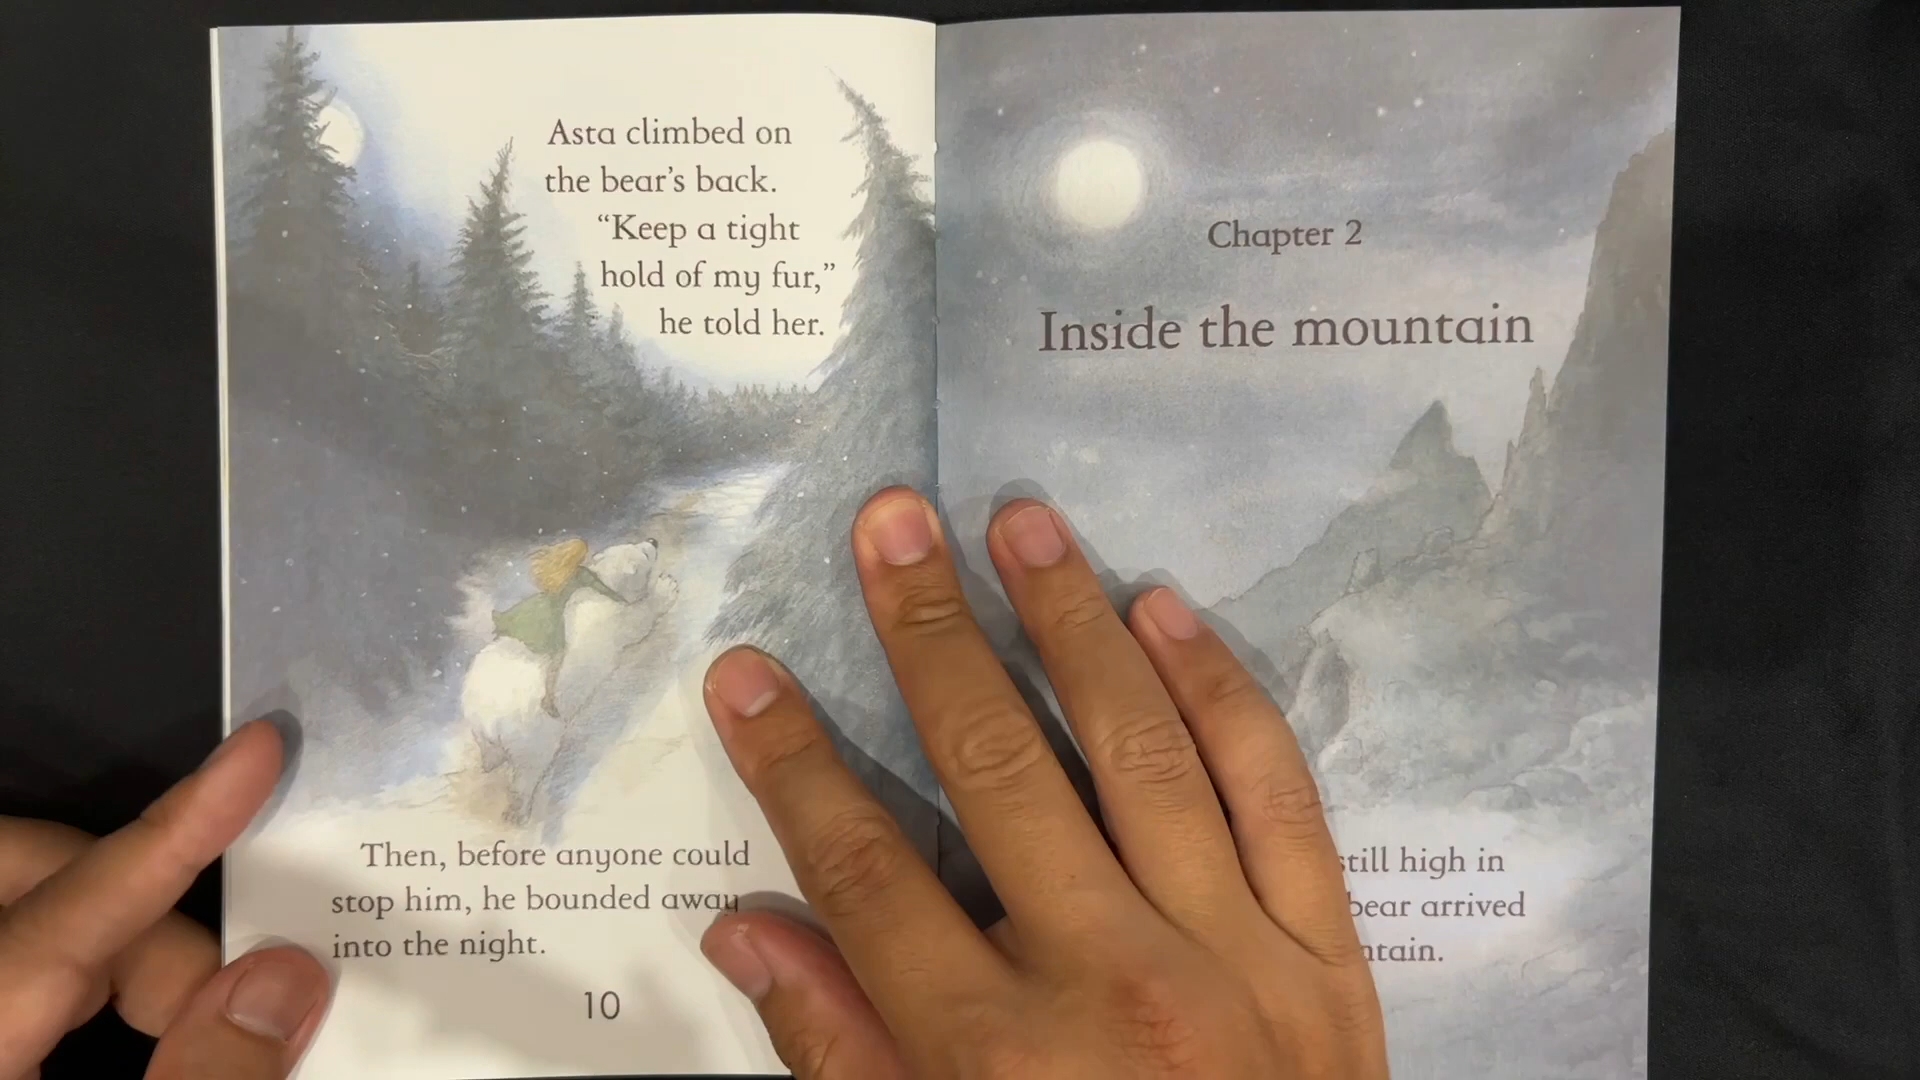 Asta climbed on
the bear's back.
“Keep a tight
hold of my fur,”
he told her.
Then, before anyone could
stop him, he bounded away
into the night.
10
Chapter 2
Inside the mountain
still high in
bear arrived